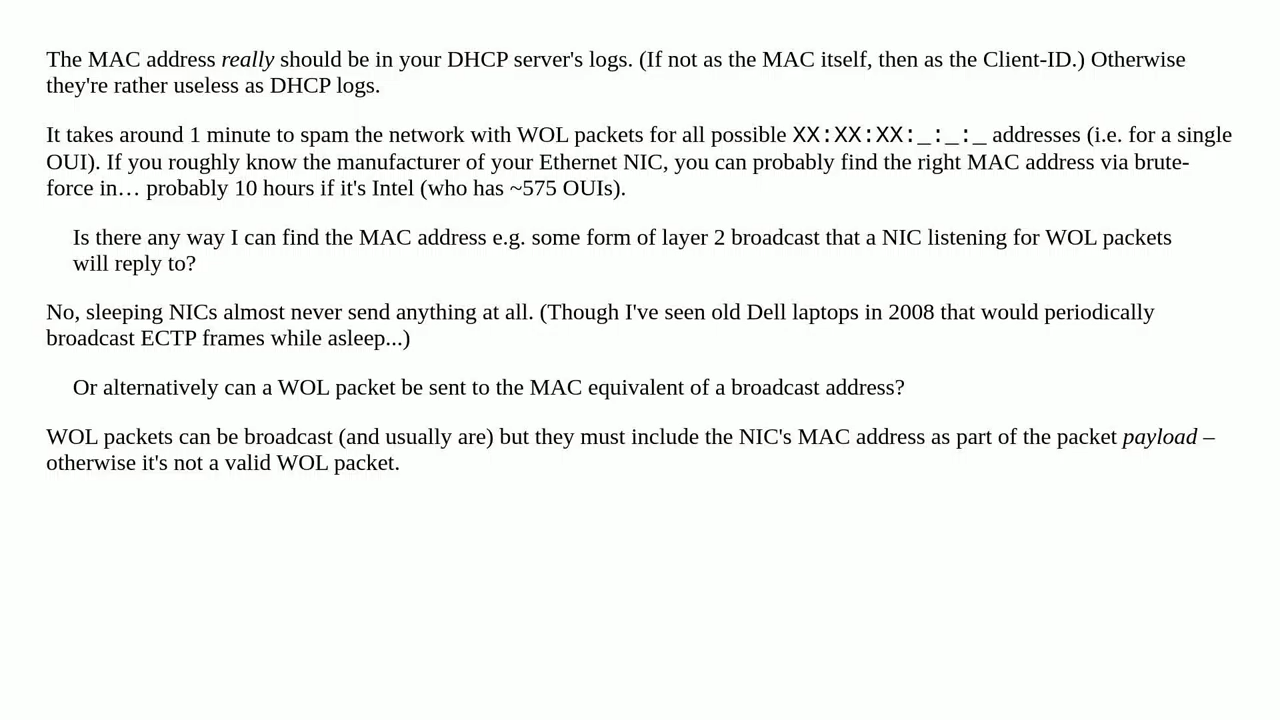 The MAC address really should be in your DHCP server's logs. (If not as the MAC itself, then as the Client-ID.) Otherwise
they're rather useless as DHCP logs.
It takes around 1 minute to spam the network with WOL packets for all possible XX:XX:XX:_:_:_ addresses (i.e. for a single
OUI). If you roughly know the manufacturer of your Ethernet NIC, you can probably find the right MAC address via brute-
force in… probably 10 hours if it's Intel (who has ~575 OUIs).
Is there any way I can find the MAC address e.g. some form of layer 2 broadcast that a NIC listening for WOL packets
will reply to?
No, sleeping NICs almost never send anything at all. (Though I've seen old Dell laptops in 2008 that would periodically
broadcast ECTP frames while asleep...)
Or alternatively can a WOL packet be sent to the MAC equivalent of a broadcast address?
WOL packets can be broadcast (and usually are) but they must include the NIC's MAC address as part of the packet payload –
otherwise it's not a valid WOL packet.